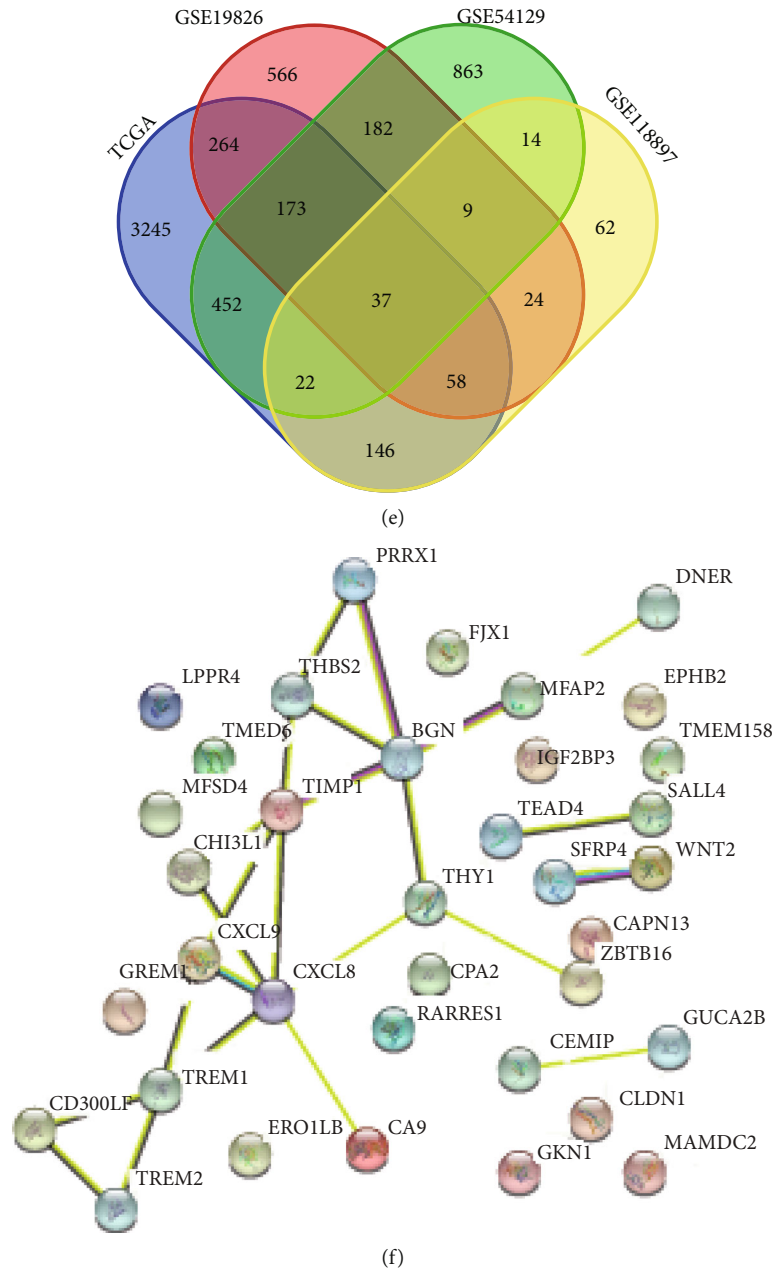 GSE19826
GSE54129
TCGA
GSE118897
566
863
264
182
14
3245
173
9
62
452
37
24
22
58
146
(e)
PRRX1
DNER
FJX1
THBS2
LPPR4
MFAP2
EPHB2
TMED6
BGN
TMEM158
IGF2BP3
MFSD4
TIMP1
SALL4
TEAD4
CHI3L1
SFRP4
WNT2
THY1
CXCL9
CAPN13
ZBTB16
GREM1
CXCL8
CPA2
RARRES1
GUCA2B
CEMIP
TREM1
CD300LF
CLDN1
ERO1LB
CA9
GKN1
MAMDC2
TREM2
(f)